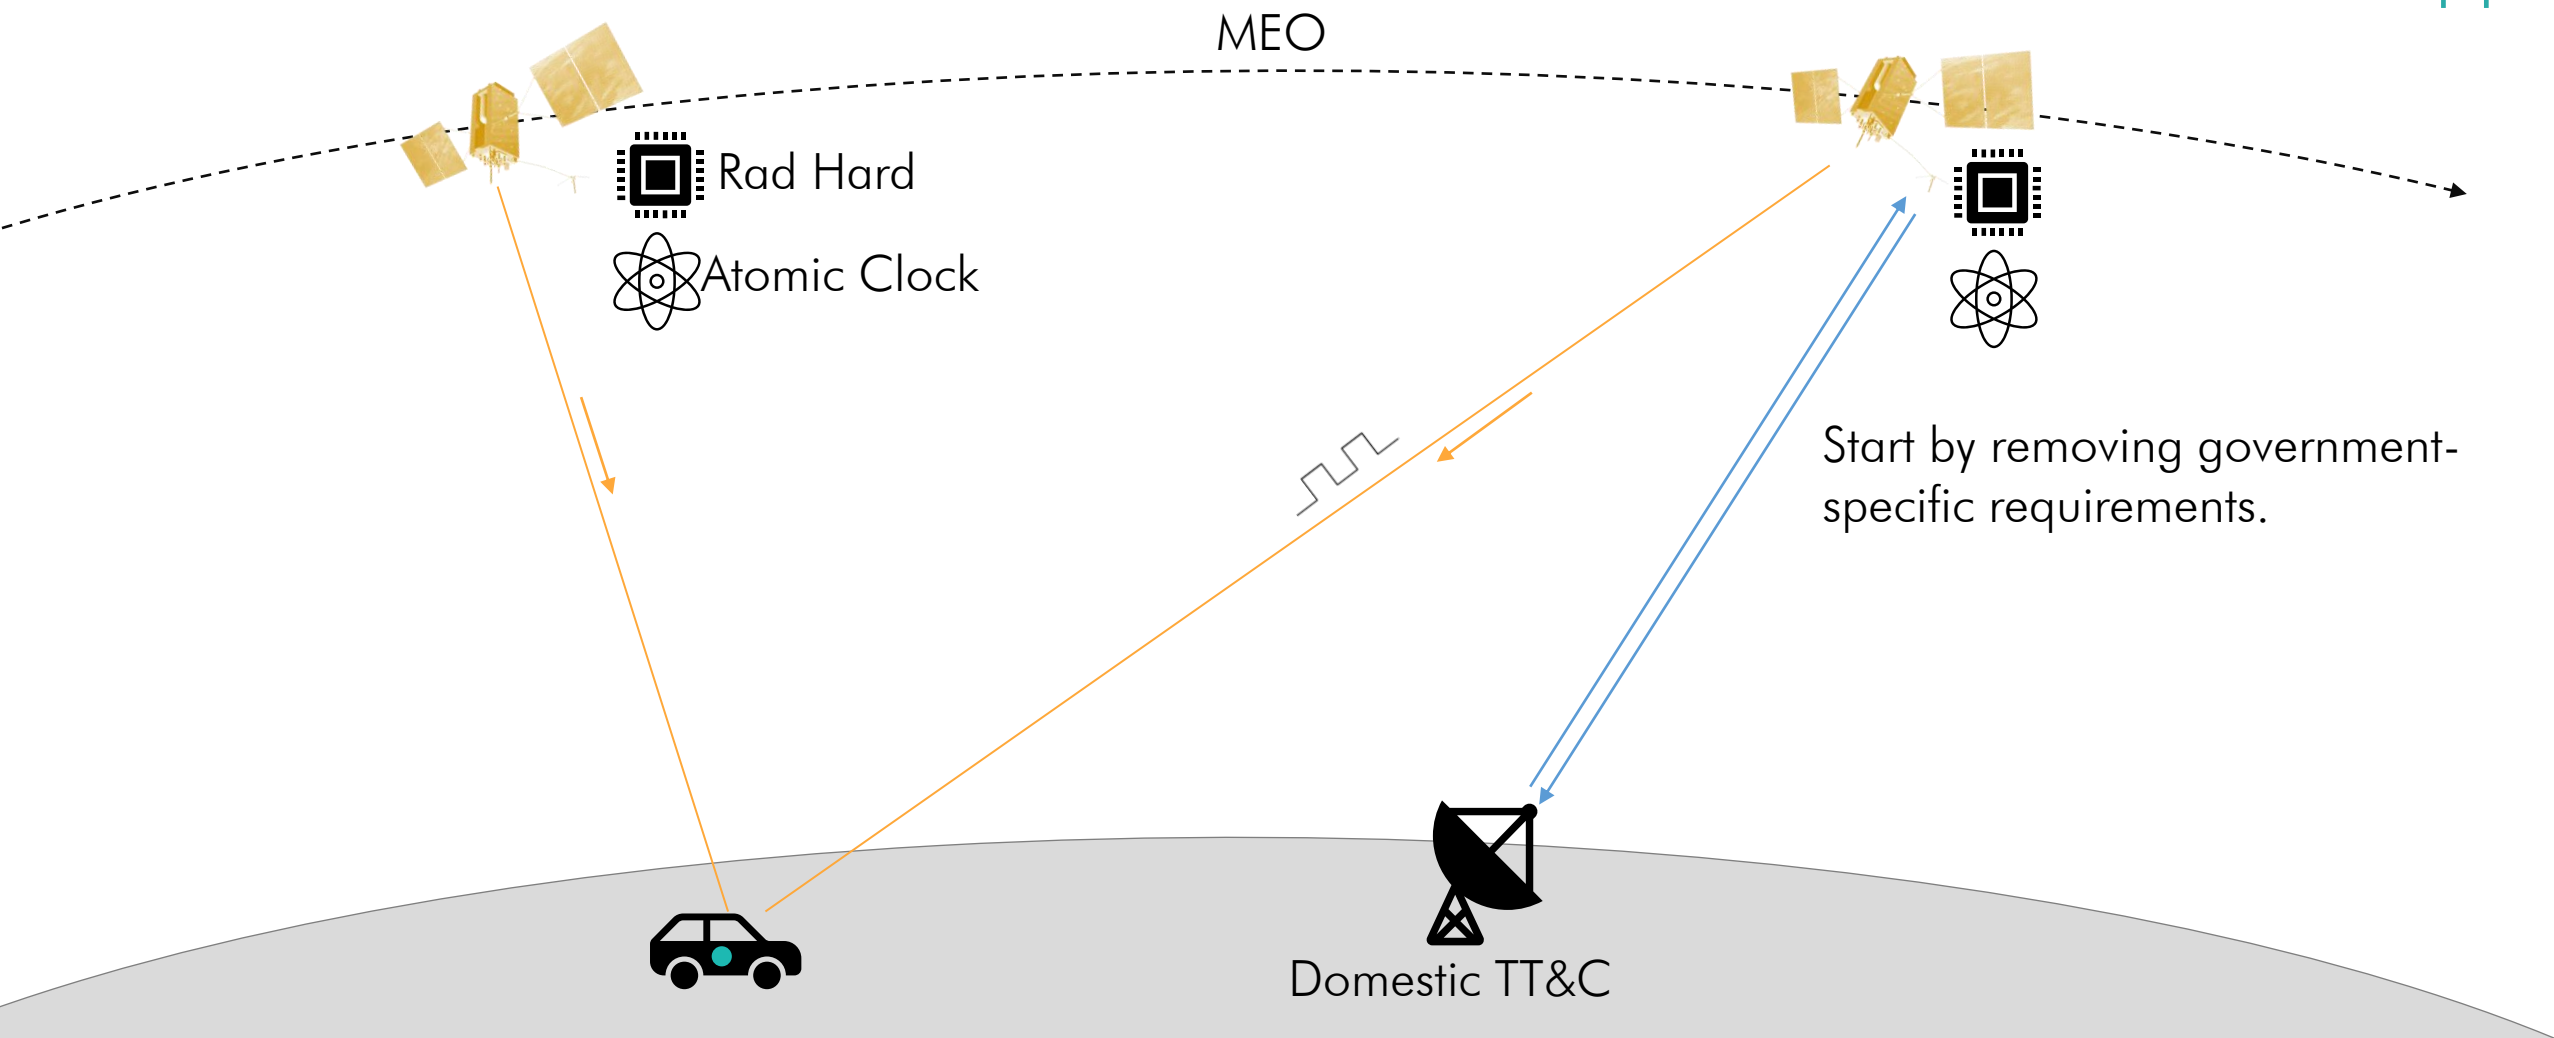 MEO
Rad Hard
Atomic Clock
Start by removing government-
specific requirements.
Domestic TT&C